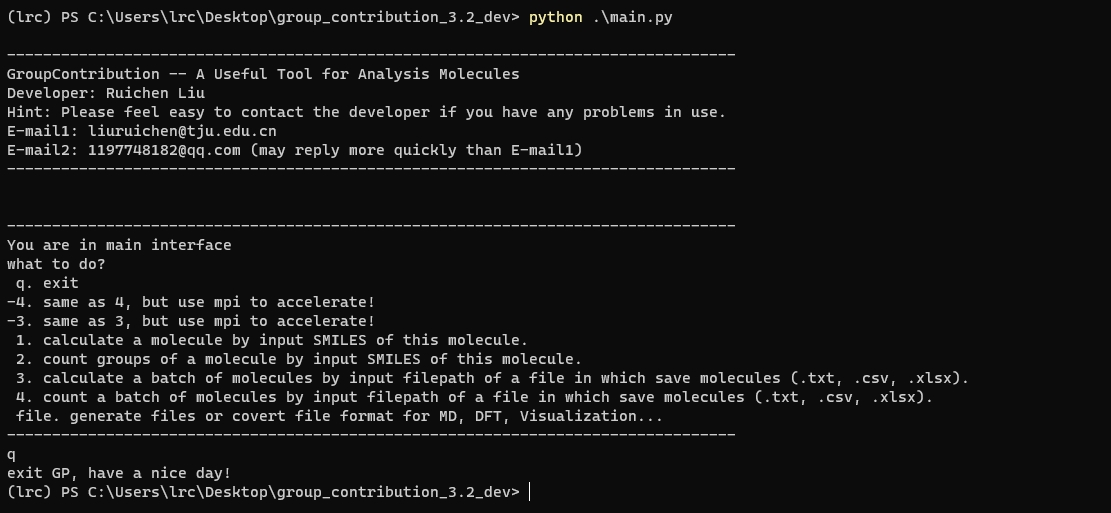 (lrc) PS C:\Users\lrc\Desktop\group_contribution_3.2_dev> python .\main.py
---------------------------------------------------------------------------------
GroupContribution -- A Useful Tool for Analysis Molecules
Developer: Ruichen Liu
Hint: Please feel easy to contact the developer if you have any problems in use.
E-mail1: liuruichen@tju.edu.cn
E-mail2: 1197748182@qq.com (may reply more quickly than E-mail1)
---------------------------------------------------------------------------------
---------------------------------------------------------------------------------
You are in main interface
what to do?
 q. exit
-4. same as 4, but use mpi to accelerate!
-3. same as 3, but use mpi to accelerate!
 1. calculate a molecule by input SMILES of this molecule.
 2. count groups of a molecule by input SMILES of this molecule.
 3. calculate a batch of molecules by input filepath of a file in which save molecules (.txt, .csv, .xlsx).
 4. count a batch of molecules by input filepath of a file in which save molecules (.txt, .csv, .xlsx).
 file. generate files or covert file format for MD, DFT, Visualization...
---------------------------------------------------------------------------------
q
exit GP, have a nice day!
(lrc) PS C:\Users\lrc\Desktop\group_contribution_3.2_dev>